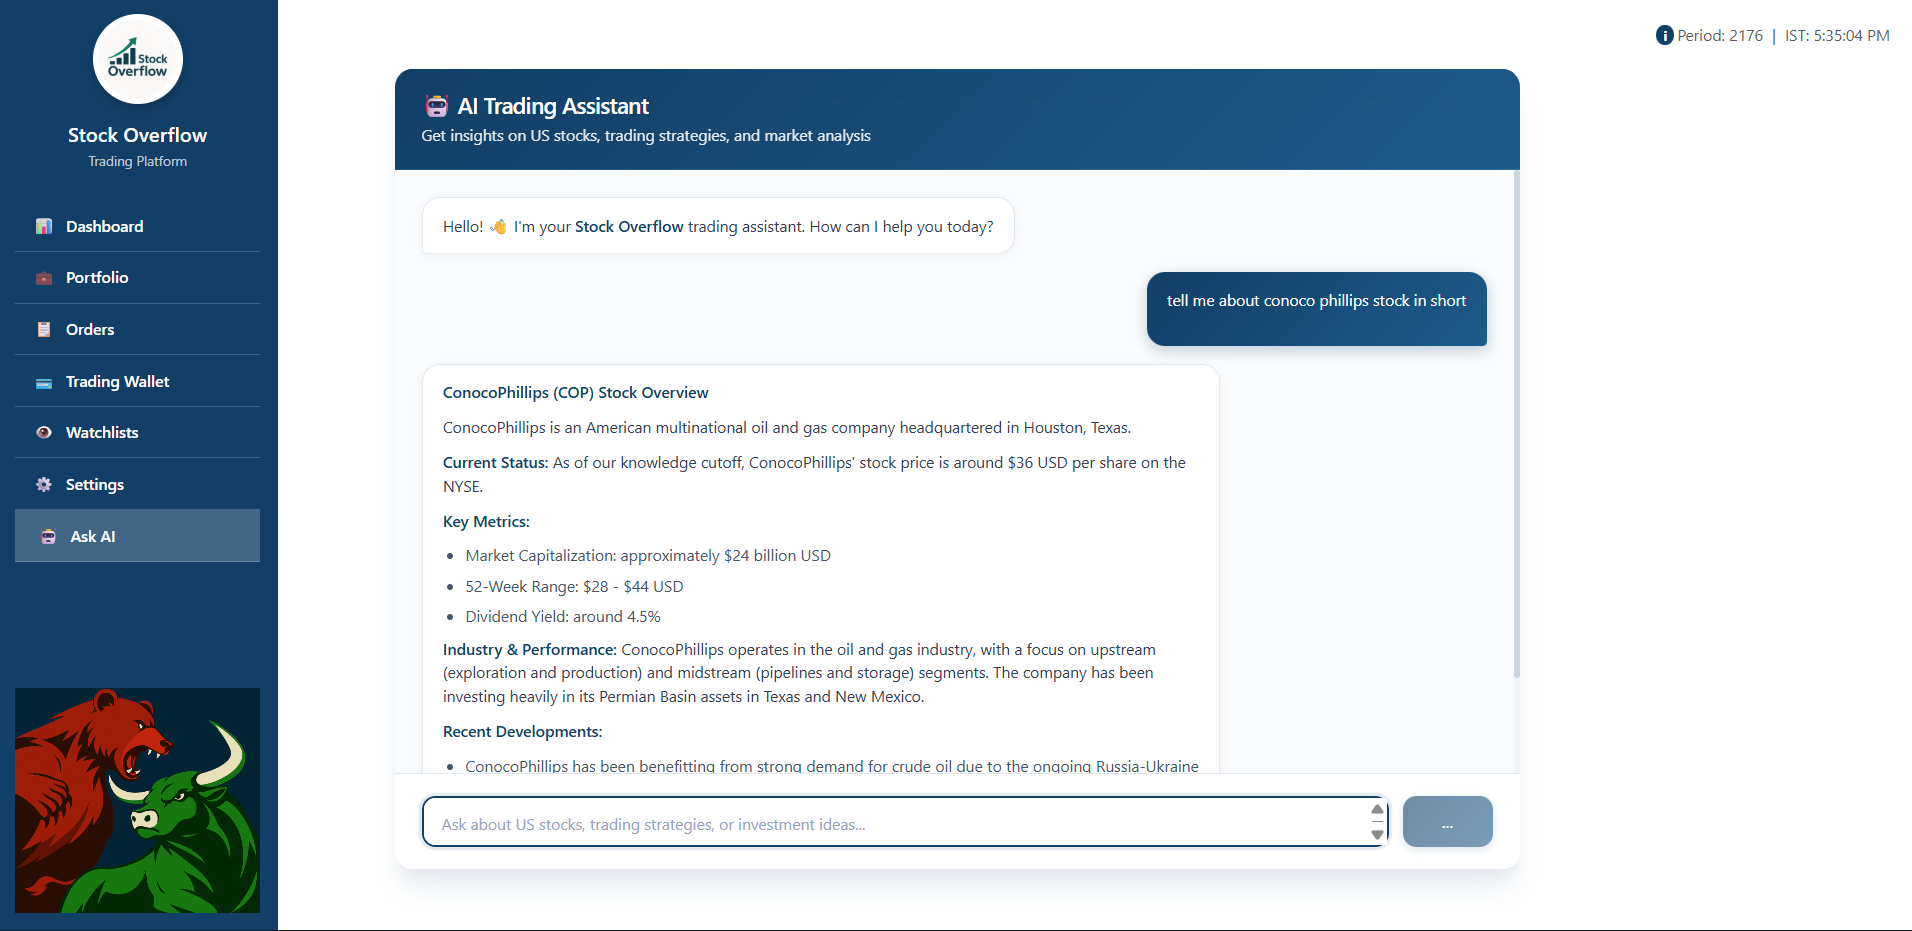 Stock
Overflow
Stock Overflow
Trading Platform
Dashboard
Portfolio
Orders
Trading Wallet
Watchlists
Settings
Ask AI
Period: 2176 | IST: 5:35:04 PM
AI Trading Assistant
Get insights on US stocks, trading strategies, and market analysis
Hello! 👋 I'm your Stock Overflow trading assistant. How can I help you today?
tell me about conoco phillips stock in short
ConocoPhillips (COP) Stock Overview
ConocoPhillips is an American multinational oil and gas company headquartered in Houston, Texas.
Current Status: As of our knowledge cutoff, ConocoPhillips' stock price is around $36 USD per share on the
NYSE.
Key Metrics:
• Market Capitalization: approximately $24 billion USD
• 52-Week Range: $28 - $44 USD
• Dividend Yield: around 4.5%
Industry & Performance: ConocoPhillips operates in the oil and gas industry, with a focus on upstream
(exploration and production) and midstream (pipelines and storage) segments. The company has been
investing heavily in its Permian Basin assets in Texas and New Mexico.
Recent Developments:
• ConocoPhillips has been benefitting from strong demand for crude oil due to the ongoing Russia-Ukraine
Ask about US stocks, trading strategies, or investment ideas...
...